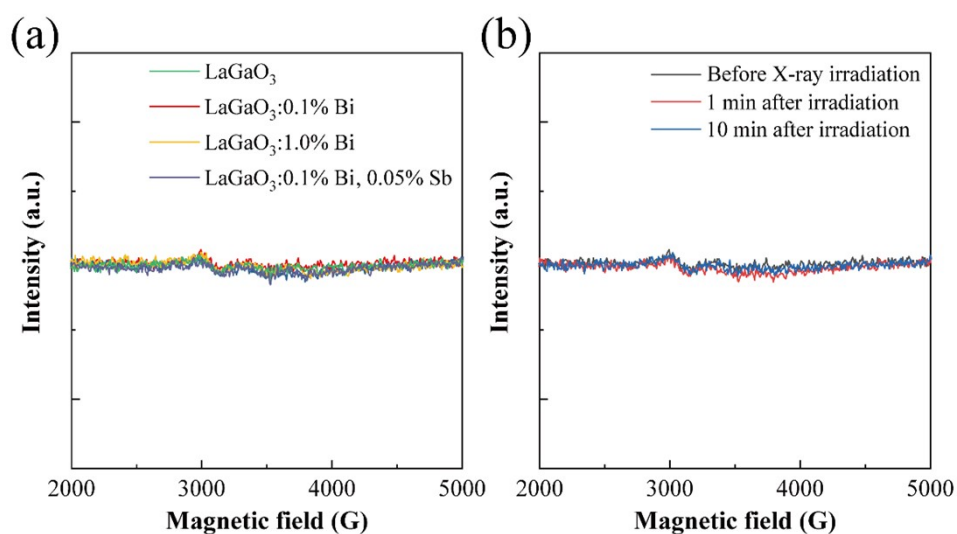 (a)
LaGaO₃
LaGaO₃:0.1% Bi
LaGaO₃:1.0% Bi
LaGaO₃:0.1% Bi, 0.05% Sb
Intensity (a.u.)
2000 3000 4000 5000
Magnetic field (G)
(b)
Before X-ray irradiation
1 min after irradiation
10 min after irradiation
Intensity (a.u.)
2000 3000 4000 5000
Magnetic field (G)